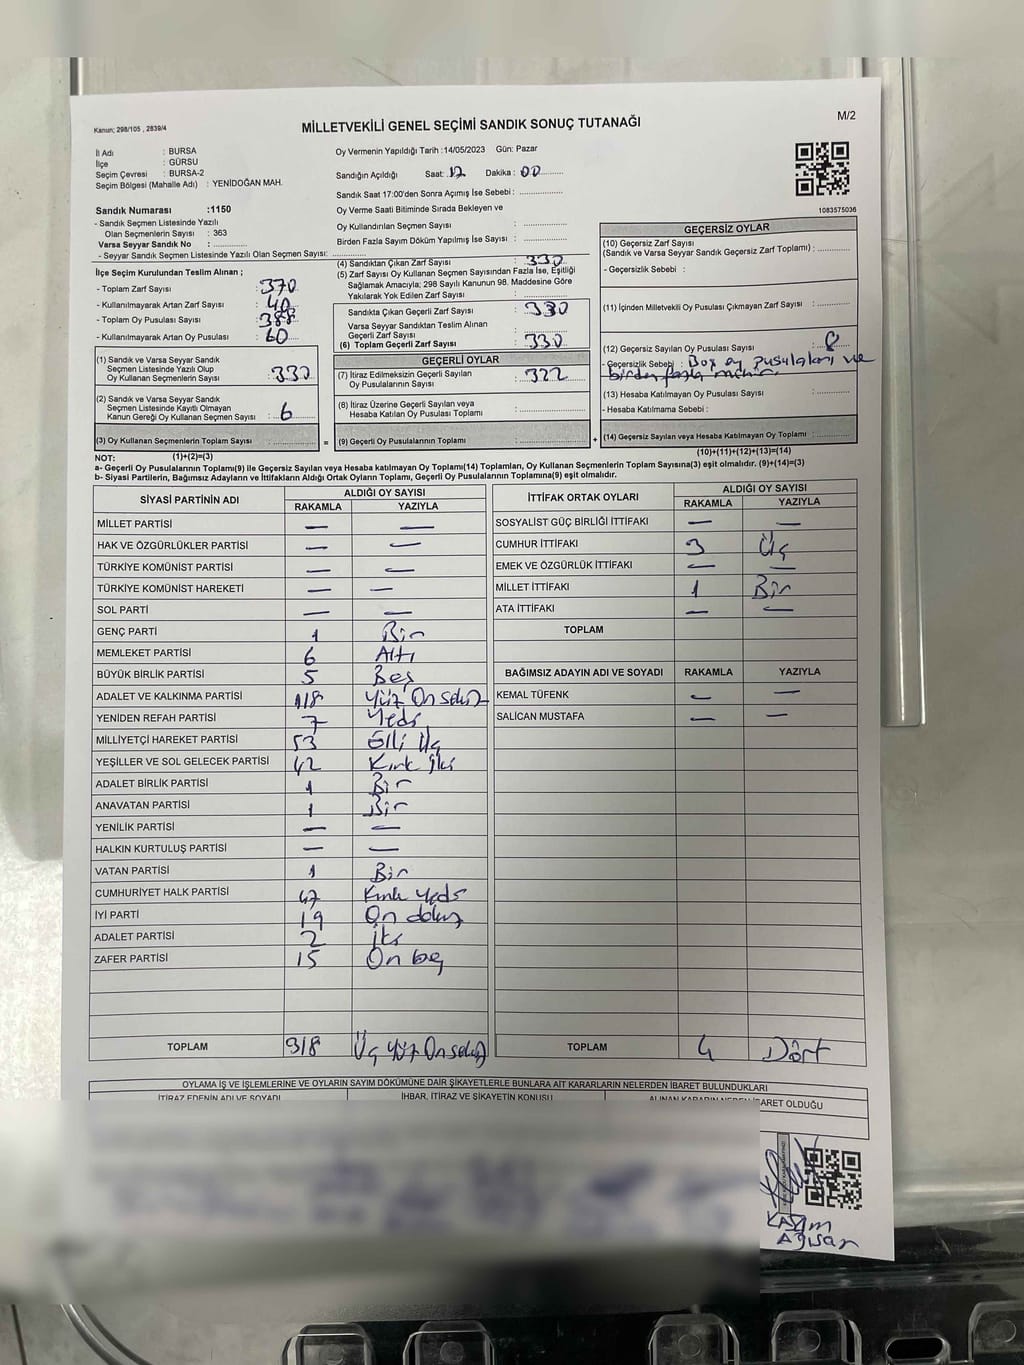 Kanun; 298/105 , 2839/4
MİLLETVEKİLİ GENEL SEÇİMİ SANDIK SONUÇ TUTANAĞI
M/2
İl Adı : BURSA
İlçe : GÜRSU
Seçim Çevresi : BURSA-2
Seçim Bölgesi (Mahalle Adı) : YENİDOĞAN MAH.
Sandık Numarası :1150
- Sandık Seçmen Listesinde Yazılı
Olan Seçmenlerin Sayısı : 363
Varsa Seyyar Sandık No :
- Seyyar Sandık Seçmen Listesinde Yazılı Olan Seçmen Sayısı:
Oy Vermenin Yapıldığı Tarih :14/05/2023 Gün: Pazar
Sandığın Açıldığı Saat: 17 Dakika : 00
Sandık Saat 17:00'den Sonra Açımış İse Sebebi :
Oy Verme Saati Bitiminde Sırada Bekleyen ve
Oy Kullandırılan Seçmen Sayısı :
Birden Fazla Sayım Döküm Yapılmış İse Sayısı :
1083575036
İlçe Seçim Kurulundan Teslim Alınan ;
- Toplam Zarf Sayısı : 370
- Kullanılmayarak Artan Zarf Sayısı : 40
- Toplam Oy Pusulası Sayısı : 388
- Kullanılmayarak Artan Oy Pusulası : 60
(1) Sandık ve Varsa Seyyar Sandık
Seçmen Listesinde Yazılı Olup
Oy Kullanan Seçmenlerin Sayısı : 330
(2) Sandık ve Varsa Seyyar Sandık
Seçmen Listesinde Kayıtlı Olmayan
Kanun Gereği Oy Kullanan Seçmen Sayısı : 6
(3) Oy Kullanan Seçmenlerin Toplam Sayısı :
(4) Sandıktan Çıkan Zarf Sayısı : 330
(5) Zarf Sayısı Oy Kullanan Seçmen Sayısından Fazla İse, Eşitliği
Sağlamak Amacıyla; 298 Sayılı Kanunun 98. Maddesine Göre
Yakılarak Yok Edilen Zarf Sayısı :
Sandıkta Çıkan Geçerli Zarf Sayısı : 330
Varsa Seyyar Sandıktan Teslim Alınan
Geçerli Zarf Sayısı :
(6) Toplam Geçerli Zarf Sayısı : 330
GEÇERLİ OYLAR
(7) İtiraz Edilmeksizin Geçerli Sayılan
Oy Pusulalarının Sayısı : 322
(8) İtiraz Üzerine Geçerli Sayılan veya
Hesaba Katılan Oy Pusulası Toplamı :
= (9) Geçerli Oy Pusulalarının Toplamı :
GEÇERSİZ OYLAR
(10) Geçersiz Zarf Sayısı
(Sandık ve Varsa Sandık Geçersiz Zarf Toplamı) :
- Geçersizlik Sebebi :
(11) İçinden Milletvekili Oy Pusulası Çıkmayan Zarf Sayısı :
(12) Geçersiz Sayılan Oy Pusulası Sayısı : 8
- Geçersizlik Sebebi : Boş oy pusulaları ve
birden fazla mühür.
(13) Hesaba Katılmayan Oy Pusulası Sayısı :
- Hesaba Katılmama Sebebi :
+ (14) Geçersiz Sayılan veya Hesaba Katılmayan Oy Toplamı :
NOT: (1)+(2)=(3)
(10)+(11)+(12)+(13)=(14)
a- Geçerli Oy Pusulalarının Toplamı(9) ile Geçersiz Sayılan veya Hesaba katılmayan Oy Toplamı(14) Toplamları, Oy Kullanan Seçmenlerin Toplam Sayısına(3) eşit olmalıdır. (9)+(14)=(3)
b- Siyasi Partilerin, Bağımsız Adayların ve İttifakların Aldığı Ortak Oyların Toplamı, Geçerli Oy Pusulalarının Toplamına(9) eşit olmalıdır.
SİYASİ PARTİNİN ADI ALDIĞI OY SAYISI
RAKAMLA YAZIYLA
MİLLET PARTİSİ — —
HAK VE ÖZGÜRLÜKLER PARTİSİ — —
TÜRKİYE KOMÜNİST PARTİSİ — —
TÜRKİYE KOMÜNİST HAREKETİ — —
SOL PARTİ — —
GENÇ PARTİ 1 Bir
MEMLEKET PARTİSİ 6 Altı
BÜYÜK BİRLİK PARTİSİ 5 Beş
ADALET VE KALKINMA PARTİSİ 118 Yüz On sekiz
YENİDEN REFAH PARTİSİ 7 Yedi
MİLLİYETÇİ HAREKET PARTİSİ 53 Elli Üç
YEŞİLLER VE SOL GELECEK PARTİSİ 42 Kırk İki
ADALET BİRLİK PARTİSİ 1 Bir
ANAVATAN PARTİSİ 1 Bir
YENİLİK PARTİSİ — —
HALKIN KURTULUŞ PARTİSİ — —
VATAN PARTİSİ 1 Bir
CUMHURİYET HALK PARTİSİ 47 Kırk Yedi
İYİ PARTİ 19 On dokuz
ADALET PARTİSİ 2 İki
ZAFER PARTİSİ 15 On beş
TOPLAM 318 Üç Yüz On sekiz
İTTİFAK ORTAK OYLARI ALDIĞI OY SAYISI
RAKAMLA YAZIYLA
SOSYALİST GÜÇ BİRLİĞİ İTTİFAKI — —
CUMHUR İTTİFAKI 3 Üç
EMEK VE ÖZGÜRLÜK İTTİFAKI — —
MİLLET İTTİFAKI 1 Bir
ATA İTTİFAKI — —
TOPLAM
BAĞIMSIZ ADAYIN ADI VE SOYADI RAKAMLA YAZIYLA
KEMAL TÜFENK — —
SALİCAN MUSTAFA — —
TOPLAM 4 Dört
OYLAMA İŞ VE İŞLEMLERİNE VE OYLARIN SAYIM DÖKÜMÜNE DAİR ŞİKAYETLERLE BUNLARA AİT KARARLARIN NELERDEN İBARET BULUNDUKLARI
İTİRAZ EDENİN ADI VE SOYADI İHBAR, İTİRAZ VE ŞİKAYETİN KONUSU ALINAN KARARIN NEDEN İBARET OLDUĞU